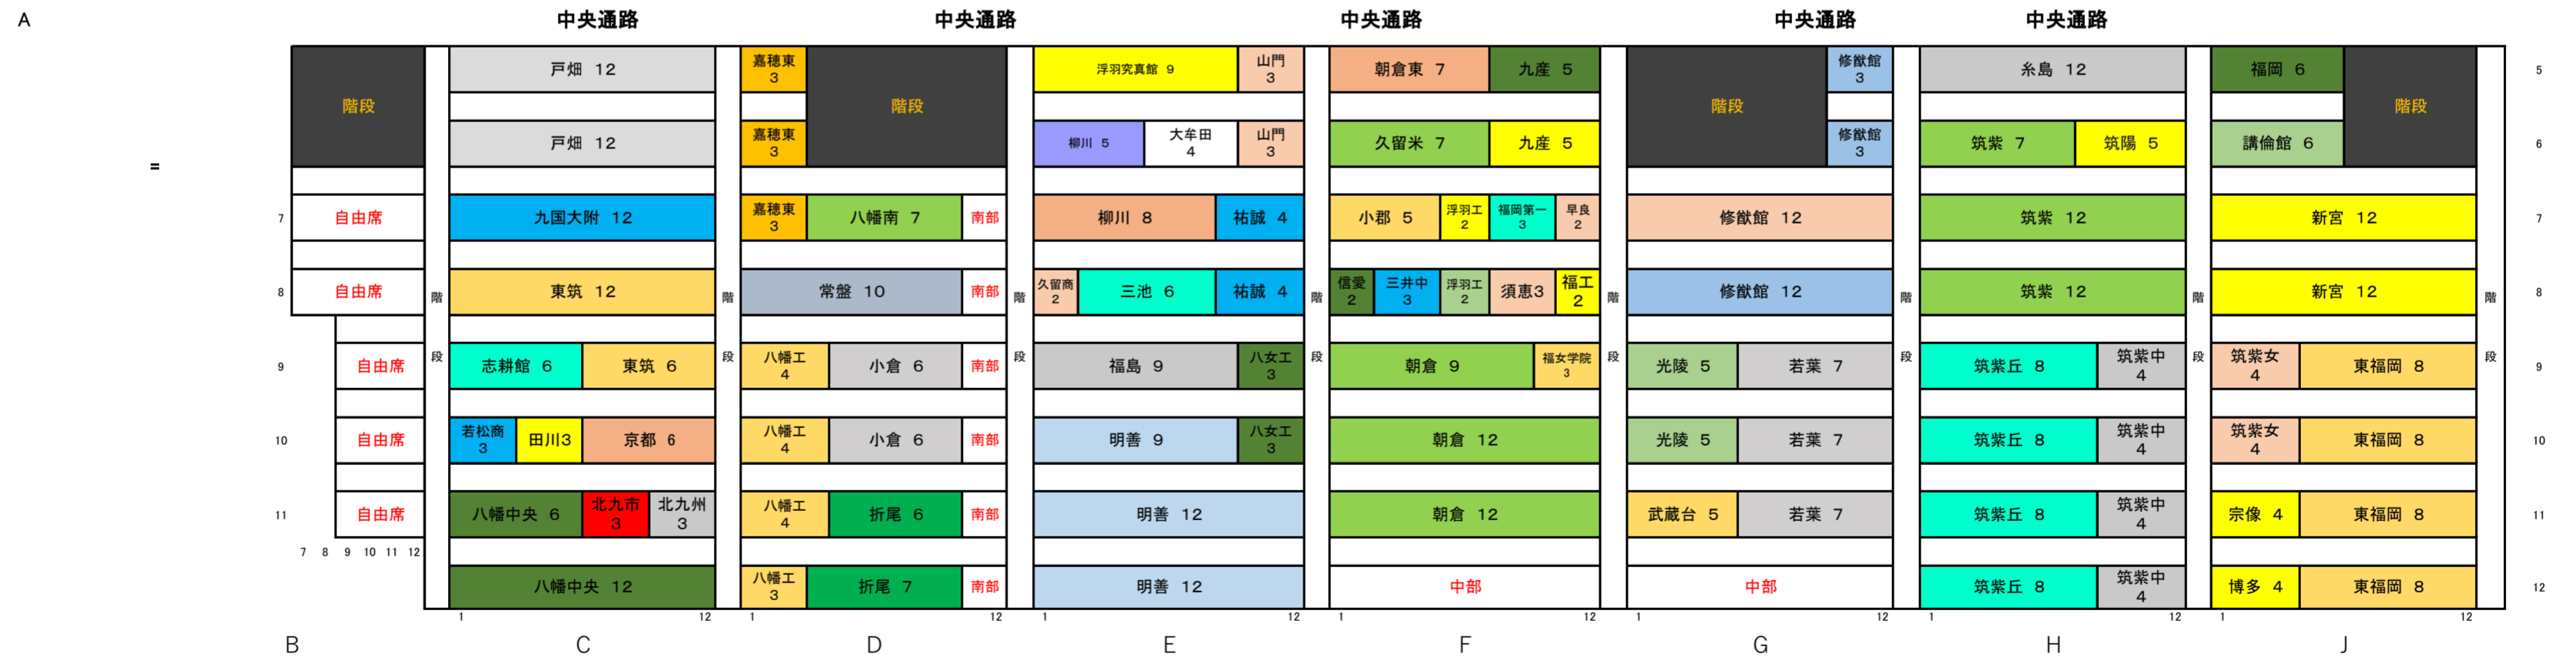 A
中央通路 中央通路 中央通路 中央通路 中央通路
階段 戸畑 12 嘉穂東 3 階段 浮羽究真館 9 山門 3 朝倉東 7 九産 5 階段 修猷館 3 糸島 12 福岡 6 階段 5
戸畑 12 嘉穂東 3 柳川 5 大牟田 4 山門 3 久留米 7 九産 5 修猷館 3 筑紫 7 筑陽 5 講倫館 6 6
=
7 自由席 九国大附 12 嘉穂東 3 八幡南 7 南部 柳川 8 祐誠 4 小郡 5 浮羽工 2 福岡第一 3 早良 2 修猷館 12 筑紫 12 新宮 12 7
8 自由席 階段 東筑 12 階段 常盤 10 南部 階段 久留商 2 三池 6 祐誠 4 階段 信愛 2 三井中 3 浮羽工 2 須恵3 福工 2 階段 修猷館 12 階段 筑紫 12 階段 新宮 12 階段 8
9 自由席 志耕館 6 東筑 6 八幡工 4 小倉 6 南部 福島 9 八女工 3 朝倉 9 福女学院 3 光陵 5 若葉 7 筑紫丘 8 筑紫中 4 筑紫女 4 東福岡 8 9
10 自由席 若松商 3 田川3 京都 6 八幡工 4 小倉 6 南部 明善 9 八女工 3 朝倉 12 光陵 5 若葉 7 筑紫丘 8 筑紫中 4 筑紫女 4 東福岡 8 10
11 自由席 八幡中央 6 北九市 3 北九州 3 八幡工 4 折尾 6 南部 明善 12 朝倉 12 武蔵台 5 若葉 7 筑紫丘 8 筑紫中 4 宗像 4 東福岡 8 11
7 8 9 10 11 12
八幡中央 12 八幡工 3 折尾 7 南部 明善 12 中部 中部 筑紫丘 8 筑紫中 4 博多 4 東福岡 8 12
1 12 1 12 1 12 1 12 1 12 1 12 1 12
B C D E F G H J